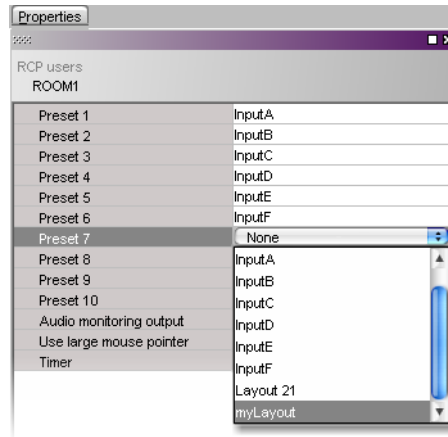 Properties
RCP users
ROOM1
Preset 1 InputA
Preset 2 InputB
Preset 3 InputC
Preset 4 InputD
Preset 5 InputE
Preset 6 InputF
Preset 7 None
Preset 8 InputA
Preset 9 InputB
Preset 10 InputC
Audio monitoring output InputD
Use large mouse pointer InputE
Timer InputF
Layout 21
myLayout